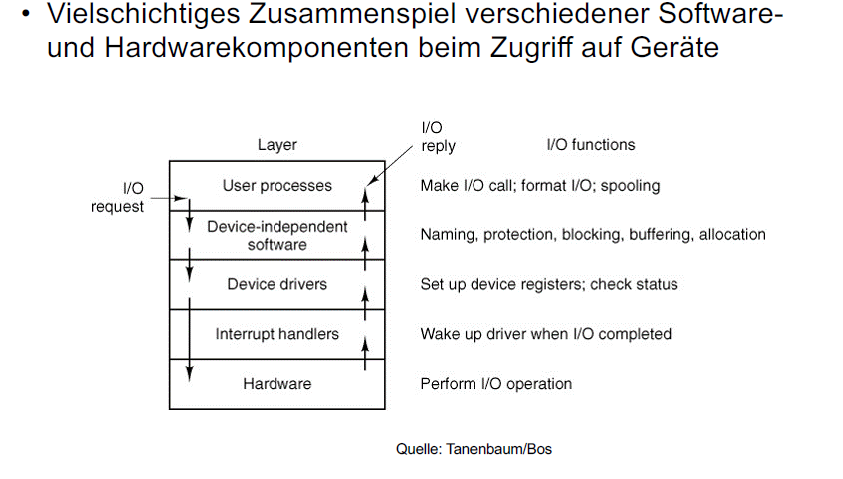 • Vielschichtiges Zusammenspiel verschiedener Software-
und Hardwarekomponenten beim Zugriff auf Geräte
Layer
I/O
reply
I/O functions
I/O
request
User processes
Make I/O call; format I/O; spooling
Device-independent
software
Naming, protection, blocking, buffering, allocation
Device drivers
Set up device registers; check status
Interrupt handlers
Wake up driver when I/O completed
Hardware
Perform I/O operation
Quelle: Tanenbaum/Bos